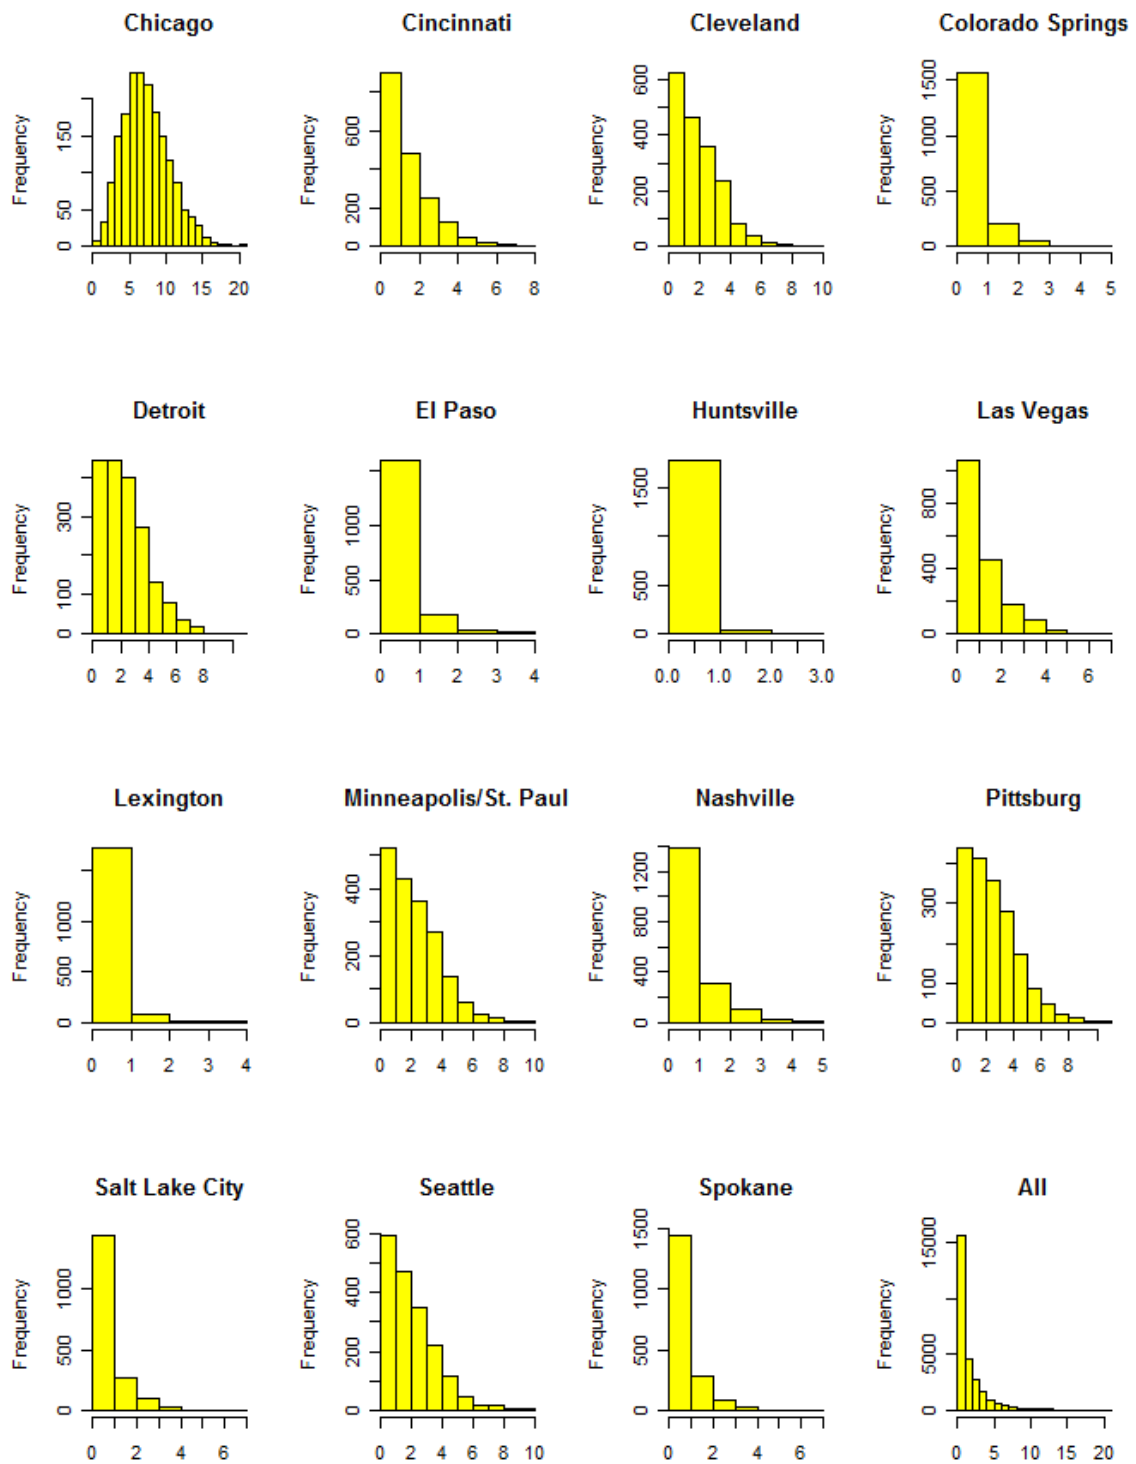 Chicago
Frequency
0 50 150
0 5 10 15 20
Cincinnati
Frequency
0 200 600
0 2 4 6 8
Cleveland
Frequency
0 200 400 600
0 2 4 6 8 10
Colorado Springs
Frequency
0 500 1000 1500
0 1 2 3 4 5
Detroit
Frequency
0 100 300
0 2 4 6 8
El Paso
Frequency
0 500 1000
0 1 2 3 4
Huntsville
Frequency
0 500 1500
0.0 1.0 2.0 3.0
Las Vegas
Frequency
0 400 800
0 2 4 6
Lexington
Frequency
0 500 1000
0 1 2 3 4
Minneapolis/St. Paul
Frequency
0 200 400
0 2 4 6 8 10
Nashville
Frequency
0 400 800 1200
0 1 2 3 4 5
Pittsburg
Frequency
0 100 300
0 2 4 6 8
Salt Lake City
Frequency
0 500 1000
0 2 4 6
Seattle
Frequency
0 200 400 600
0 2 4 6 8 10
Spokane
Frequency
0 500 1000 1500
0 2 4 6
All
Frequency
0 5000 15000
0 5 10 15 20